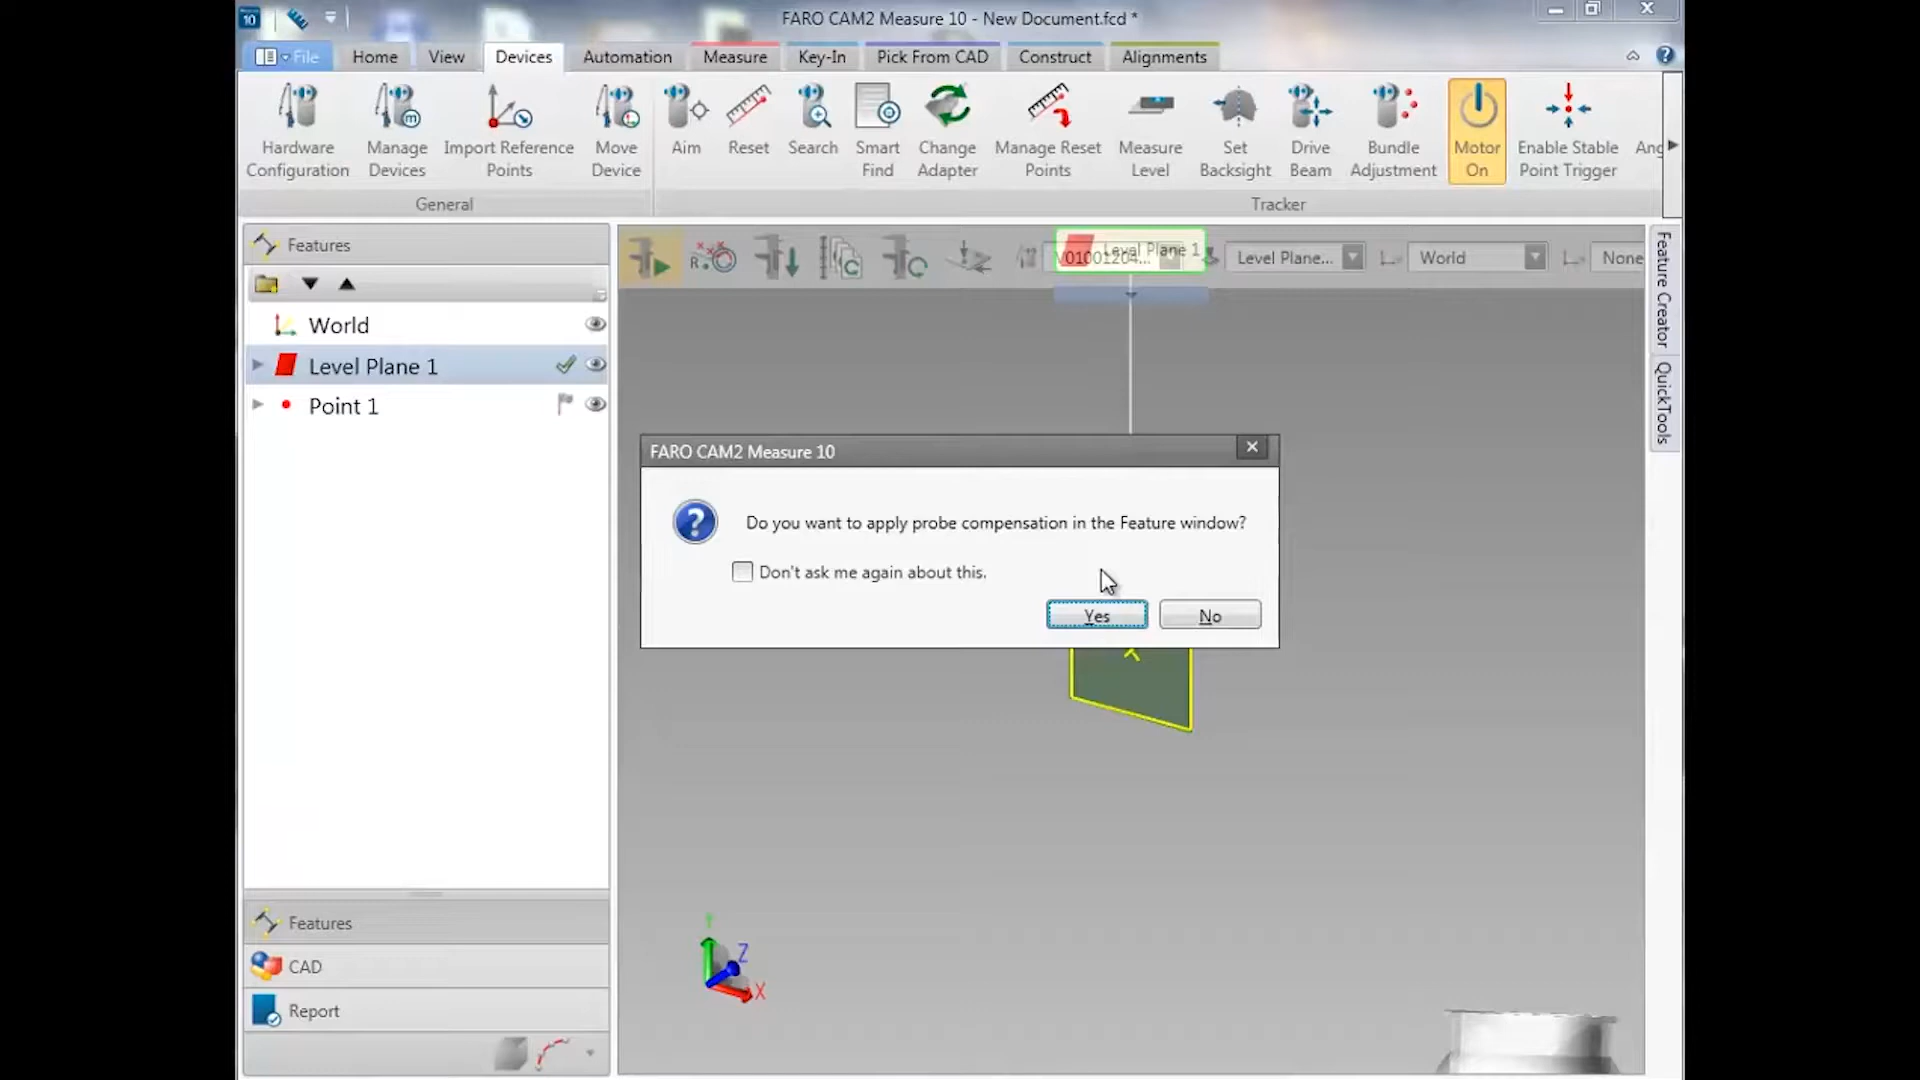 10
FARO CAM2 Measure 10 - New Document.fcd *
File
Home
View
Devices
Automation
Measure
Key-In
Pick From CAD
Construct
Alignments
Hardware Configuration
Manage Devices
Import Reference Points
Move Device
Aim
Reset
Search
Smart Find
Change Adapter
Manage Reset Points
Measure Level
Set Backsight
Drive Beam
Bundle Adjustment
Motor On
Enable Stable Point Trigger
General
Tracker
Features
Level Plane 1
V01001204...
Level Plane...
World
None
World
Level Plane 1
Point 1
Feature Creator
QuickTools
FARO CAM2 Measure 10
Do you want to apply probe compensation in the Feature window?
Don't ask me again about this.
Yes
No
Y
Z
X
Features
CAD
Report